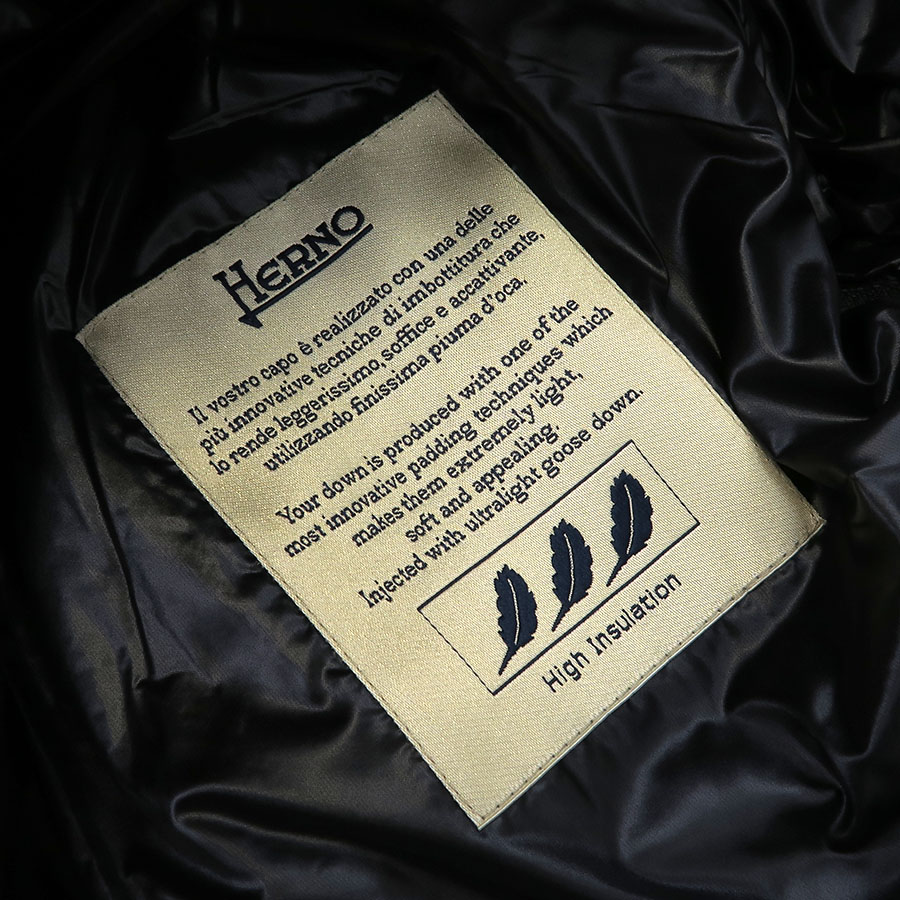 HERNO
Il vostro capo è realizzato con una delle
più innovative tecniche di imbottitura che
lo rende leggerissimo, soffice e accattivante,
utilizzando finissima piuma d'oca.
Your down is produced with one of the
most innovative padding techniques which
makes them extremely light,
soft and appealing.
Injected with ultralight goose down.
High Insulation